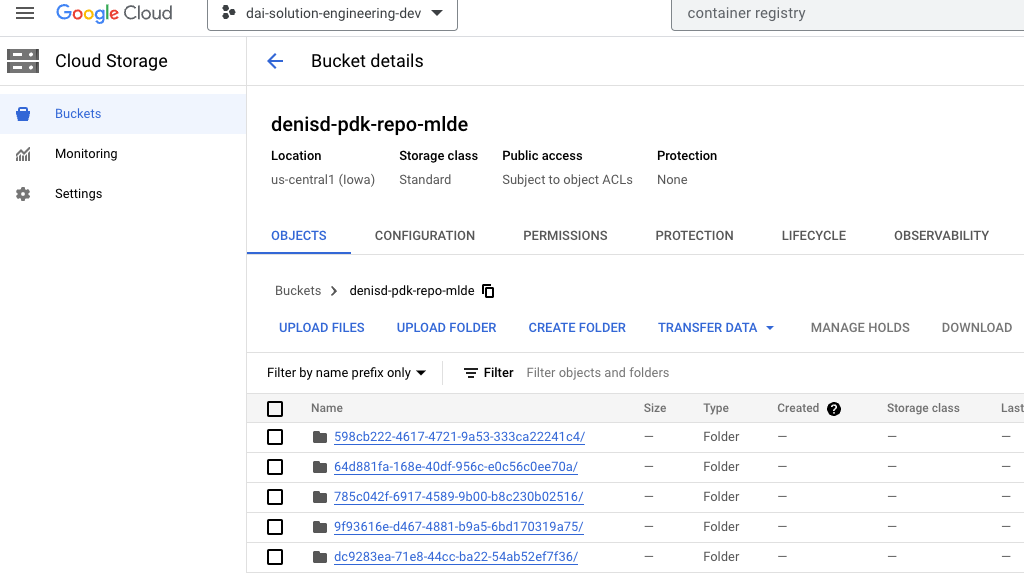 Google Cloud
dai-solution-engineering-dev
container registry
Cloud Storage
Bucket details
Buckets
Monitoring
Settings
denisd-pdk-repo-mlde
Location Storage class Public access Protection
us-central1 (Iowa) Standard Subject to object ACLs None
OBJECTS CONFIGURATION PERMISSIONS PROTECTION LIFECYCLE OBSERVABILITY
Buckets > denisd-pdk-repo-mlde
UPLOAD FILES UPLOAD FOLDER CREATE FOLDER TRANSFER DATA MANAGE HOLDS DOWNLOAD
Filter by name prefix only Filter Filter objects and folders
Name Size Type Created ? Storage class Last
598cb222-4617-4721-9a53-333ca22241c4/ — Folder — — —
64d881fa-168e-40df-956c-e0c56c0ee70a/ — Folder — — —
785c042f-6917-4589-9b00-b8c230b02516/ — Folder — — —
9f93616e-d467-4881-b9a5-6bd170319a75/ — Folder — — —
dc9283ea-71e8-44cc-ba22-54ab52ef7f36/ — Folder — — —